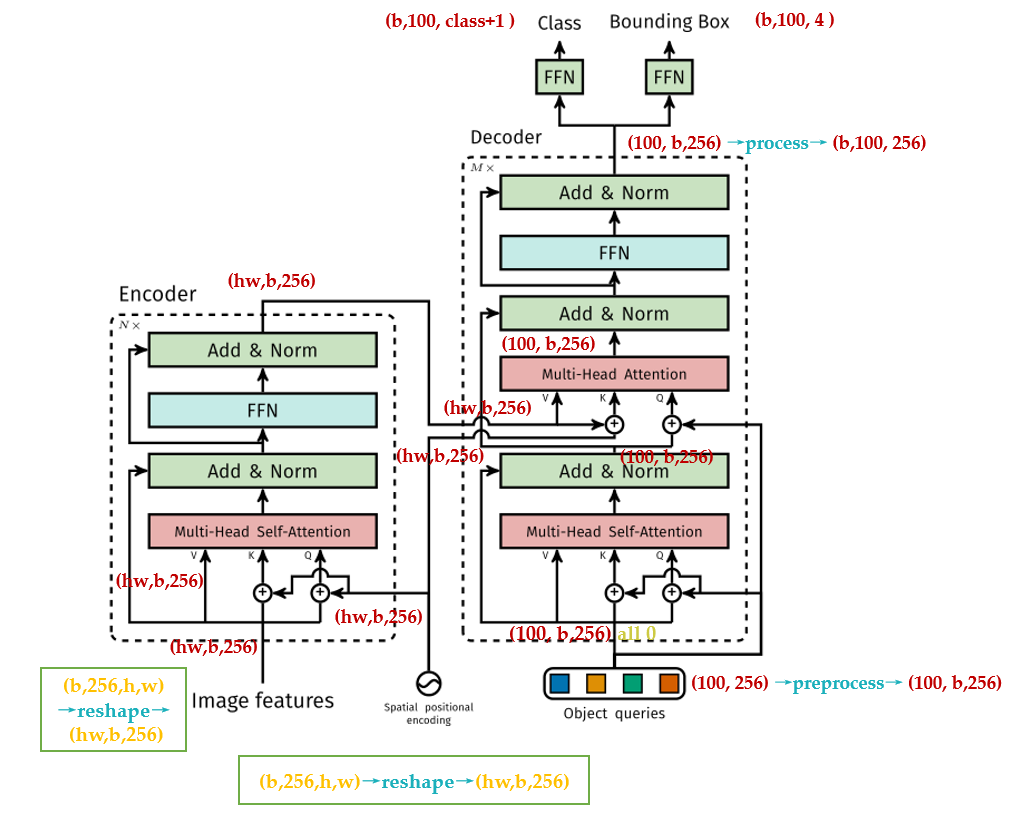 (b,100, class+1 ) Class Bounding Box (b,100, 4 )
FFN FFN
Decoder
(100, b,256) →process→ (b,100, 256)
M×
Add & Norm
FFN
Add & Norm
(100, b,256)
Multi-Head Attention
V K Q
(hw,b,256)
(hw,b,256)
(100, b,256)
Add & Norm
Multi-Head Self-Attention
V K Q
(100, b,256) all 0
(hw,b,256)
Encoder
N×
Add & Norm
FFN
Add & Norm
Multi-Head Self-Attention
V K Q
(hw,b,256)
(hw,b,256)
(hw,b,256)
Image features
Spatial positional
encoding
Object queries
(100, 256) →preprocess→ (100, b,256)
(b,256,h,w)
→reshape→
(hw,b,256)
(b,256,h,w)→reshape→(hw,b,256)